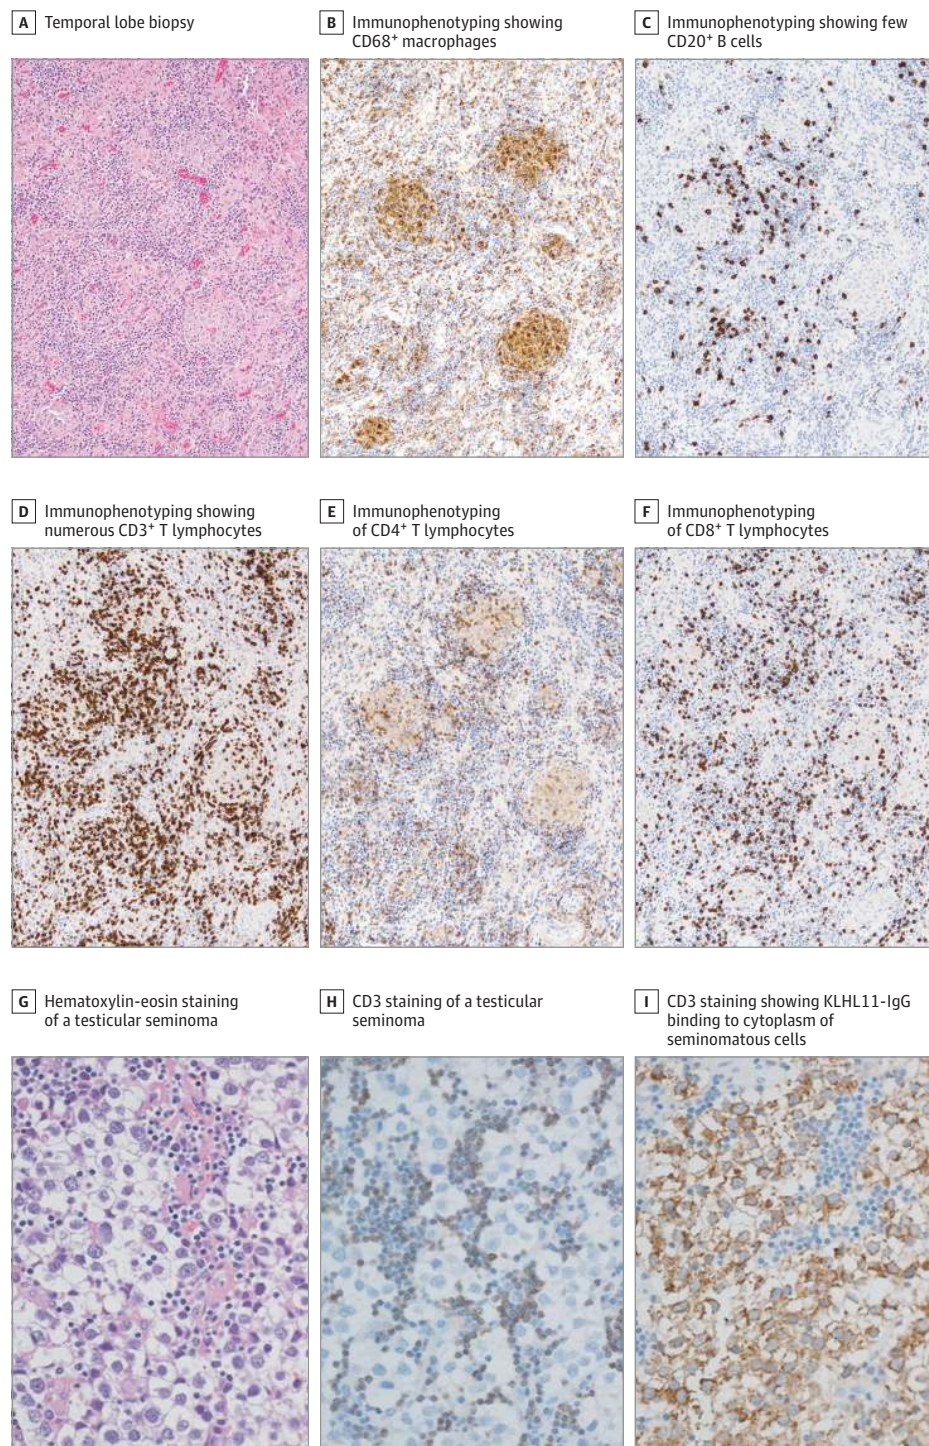 A Temporal lobe biopsy
B Immunophenotyping showing
CD68+ macrophages
C Immunophenotyping showing few
CD20+ B cells
D Immunophenotyping showing
numerous CD3+ T lymphocytes
E Immunophenotyping
of CD4+ T lymphocytes
F Immunophenotyping
of CD8+ T lymphocytes
G Hematoxylin-eosin staining
of a testicular seminoma
H CD3 staining of a testicular
seminoma
I CD3 staining showing KLHL11-IgG
binding to cytoplasm of
seminomatous cells